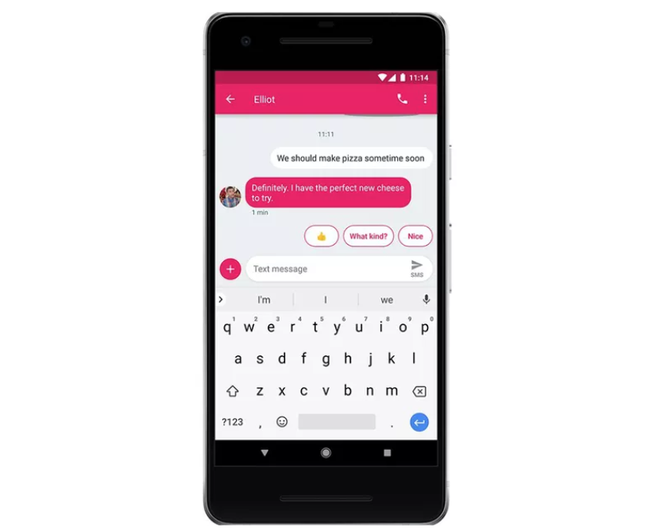 11:14
Elliot
11:11
We should make pizza sometime soon
Definitely. I have the perfect new cheese
to try.
1 min
👍 What kind? Nice
Text message
SMS
I'm I we
1 2 3 4 5 6 7 8 9 0
q w e r t y u i o p
a s d f g h j k l
z x c v b n m
?123 , .